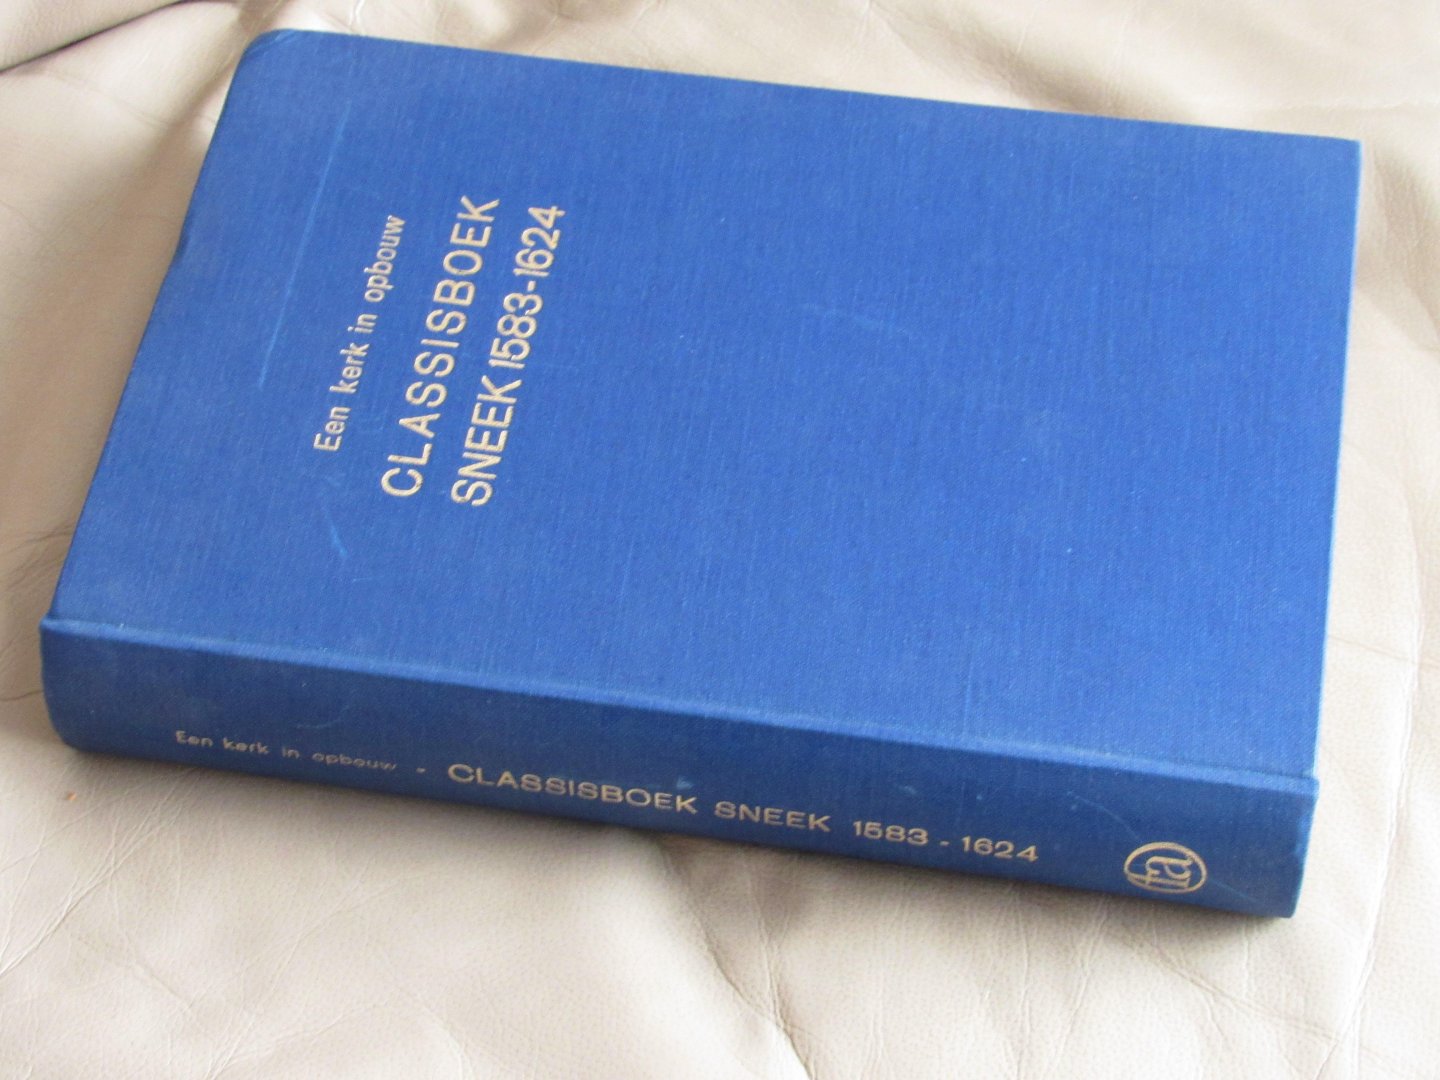 Een kerk in opbouw
CLASSISBOEK
SNEEK 1583-1624
Een kerk in opbouw - CLASSISBOEK SNEEK 1583 - 1624